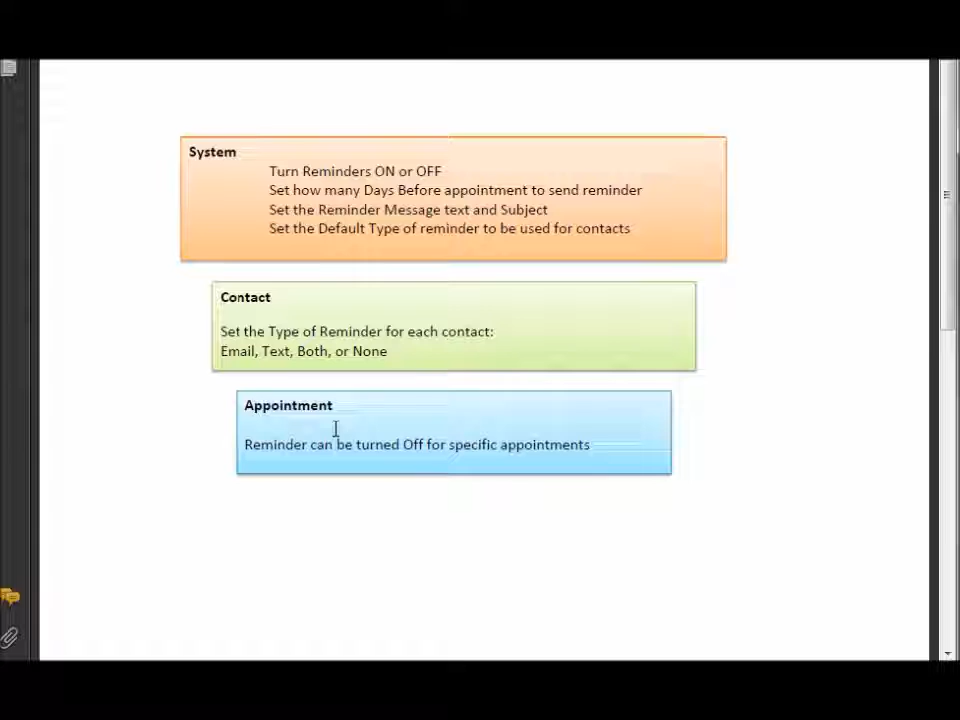 System
Turn Reminders ON or OFF
Set how many Days Before appointment to send reminder
Set the Reminder Message text and Subject
Set the Default Type of reminder to be used for contacts
Contact
Set the Type of Reminder for each contact:
Email, Text, Both, or None
Appointment
Reminder can be turned Off for specific appointments